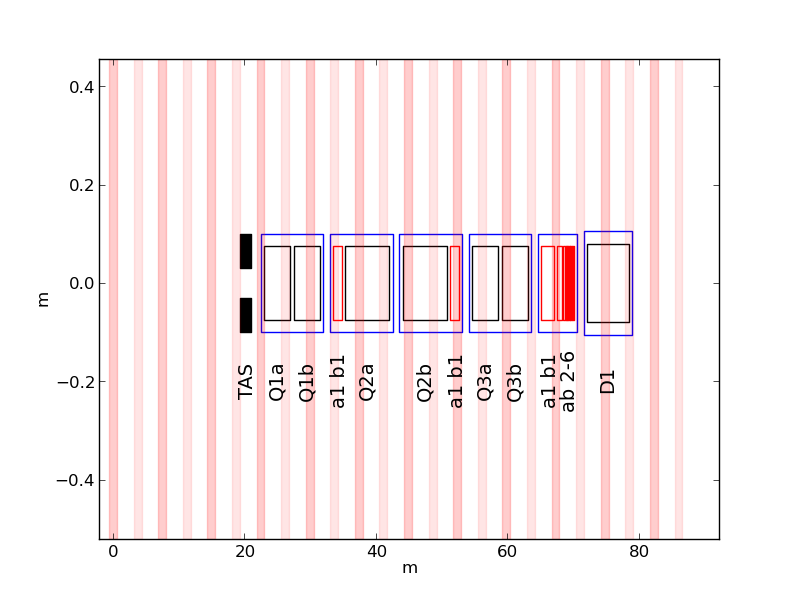 0.4
0.2
0.0
−0.2
−0.4
m
TAS
Q1a
Q1b
a1 b1
Q2a
Q2b
a1 b1
Q3a
Q3b
a1 b1
ab 2-6
D1
0
20
40
60
80
m